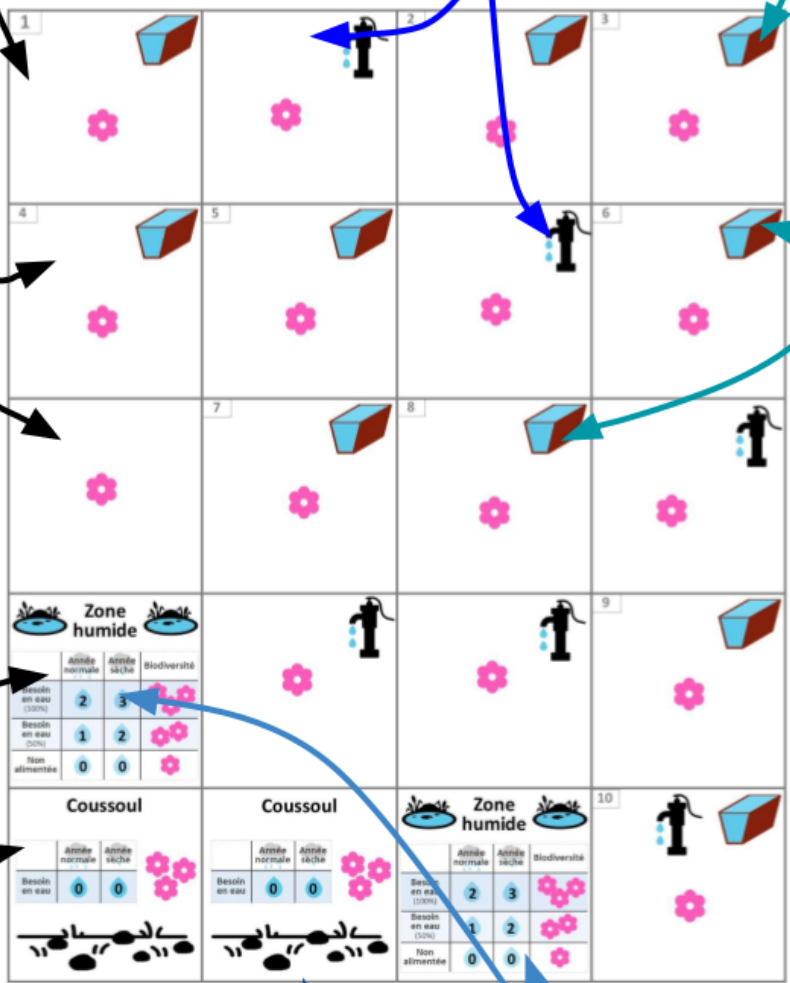 1
2
3
4
5
6
7
8
Zone
humide
Année
normale
Année
sèche
Biodiversité
Besoin
en eau
(100%)
2
3
Besoin
en eau
(50%)
1
2
Non
alimentée
0
0
9
Coussoul
Année
normale
Année
sèche
Besoin
en eau
0
0
Coussoul
Année
normale
Année
sèche
Besoin
en eau
0
0
Zone
humide
Année
normale
Année
sèche
Biodiversité
Besoin
en eau
(100%)
2
3
Besoin
en eau
(50%)
1
2
Non
alimentée
0
0
10